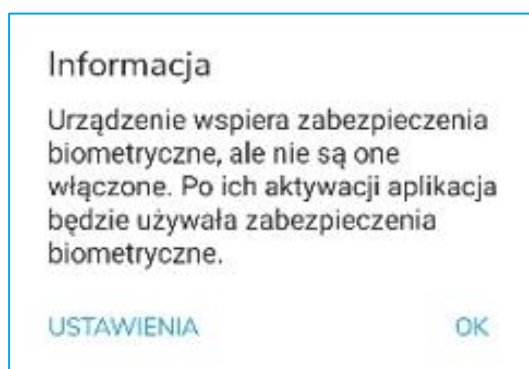 Informacja
Urządzenie wspiera zabezpieczenia
biometryczne, ale nie są one
włączone. Po ich aktywacji aplikacja
będzie używała zabezpieczenia
biometryczne.
USTAWIENIA OK